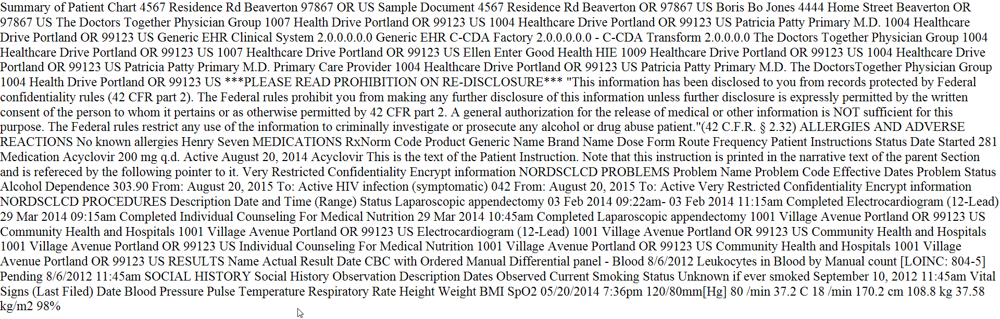 Summary of Patient Chart 4567 Residence Rd Beaverton 97867 OR US Sample Document 4567 Residence Rd Beaverton OR 97867 US Boris Bo Jones 4444 Home Street Beaverton OR
97867 US The Doctors Together Physician Group 1007 Health Drive Portland OR 99123 US 1004 Healthcare Drive Portland OR 99123 US Patricia Patty Primary M.D. 1004 Healthcare
Drive Portland OR 99123 US Generic EHR Clinical System 2.0.0.0.0.0 Generic EHR C-CDA Factory 2.0.0.0.0.0 - C-CDA Transform 2.0.0.0.0 The Doctors Together Physician Group 1004
Healthcare Drive Portland OR 99123 US 1007 Healthcare Drive Portland OR 99123 US Ellen Enter Good Health HIE 1009 Healthcare Drive Portland OR 99123 US 1004 Healthcare Drive
Portland OR 99123 US Patricia Patty Primary M.D. Primary Care Provider 1004 Healthcare Drive Portland OR 99123 US Patricia Patty Primary M.D. The DoctorsTogether Physician Group
1004 Health Drive Portland OR 99123 US ***PLEASE READ PROHIBITION ON RE-DISCLOSURE*** "This information has been disclosed to you from records protected by Federal
confidentiality rules (42 CFR part 2). The Federal rules prohibit you from making any further disclosure of this information unless further disclosure is expressly permitted by the written
consent of the person to whom it pertains or as otherwise permitted by 42 CFR part 2. A general authorization for the release of medical or other information is NOT sufficient for this
purpose. The Federal rules restrict any use of the information to criminally investigate or prosecute any alcohol or drug abuse patient."(42 C.F.R. § 2.32) ALLERGIES AND ADVERSE
REACTIONS No known allergies Henry Seven MEDICATIONS RxNorm Code Product Generic Name Brand Name Dose Form Route Frequency Patient Instructions Status Date Started 281
Medication Acyclovir 200 mg q.d. Active August 20, 2014 Acyclovir This is the text of the Patient Instruction. Note that this instruction is printed in the narrative text of the parent Section
and is refereced by the following pointer to it. Very Restricted Confidentiality Encrypt information NORDSCLCD PROBLEMS Problem Name Problem Code Effective Dates Problem Status
Alcohol Dependence 303.90 From: August 20, 2015 To: Active HIV infection (symptomatic) 042 From: August 20, 2015 To: Active Very Restricted Confidentiality Encrypt information
NORDSCLCD PROCEDURES Description Date and Time (Range) Status Laparoscopic appendectomy 03 Feb 2014 09:22am- 03 Feb 2014 11:15am Completed Electrocardiogram (12-Lead)
29 Mar 2014 09:15am Completed Individual Counseling For Medical Nutrition 29 Mar 2014 10:45am Completed Laparoscopic appendectomy 1001 Village Avenue Portland OR 99123 US
Community Health and Hospitals 1001 Village Avenue Portland OR 99123 US Electrocardiogram (12-Lead) 1001 Village Avenue Portland OR 99123 US Community Health and Hospitals
1001 Village Avenue Portland OR 99123 US Individual Counseling For Medical Nutrition 1001 Village Avenue Portland OR 99123 US Community Health and Hospitals 1001 Village
Avenue Portland OR 99123 US RESULTS Name Actual Result Date CBC with Ordered Manual Differential panel - Blood 8/6/2012 Leukocytes in Blood by Manual count [LOINC: 804-5]
Pending 8/6/2012 11:45am SOCIAL HISTORY Social History Observation Description Dates Observed Current Smoking Status Unknown if ever smoked September 10, 2012 11:45am Vital
Signs (Last Filed) Date Blood Pressure Pulse Temperature Respiratory Rate Height Weight BMI SpO2 05/20/2014 7:36pm 120/80mm[Hg] 80 /min 37.2 C 18 /min 170.2 cm 108.8 kg 37.58
kg/m2 98%